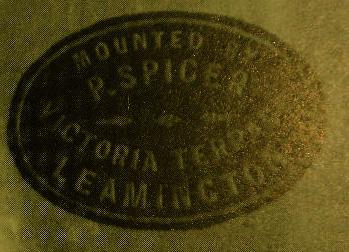 MOUNTED BY
P. SPICER
VICTORIA TERRACE
LEAMINGTON